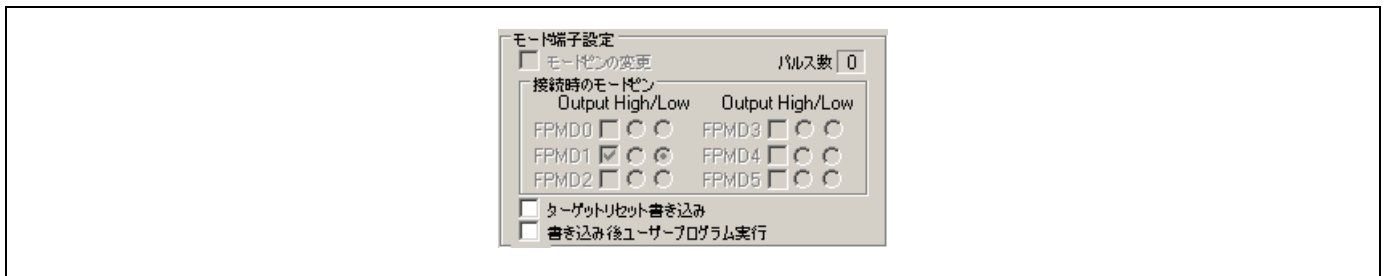 モード端子設定
モードピンの変更 パルス数 0
接続時のモードピン
Output High/Low Output High/Low
FPMD0 FPMD3
FPMD1 FPMD4
FPMD2 FPMD5
ターゲットリセット書き込み
書き込み後ユーザープログラム実行